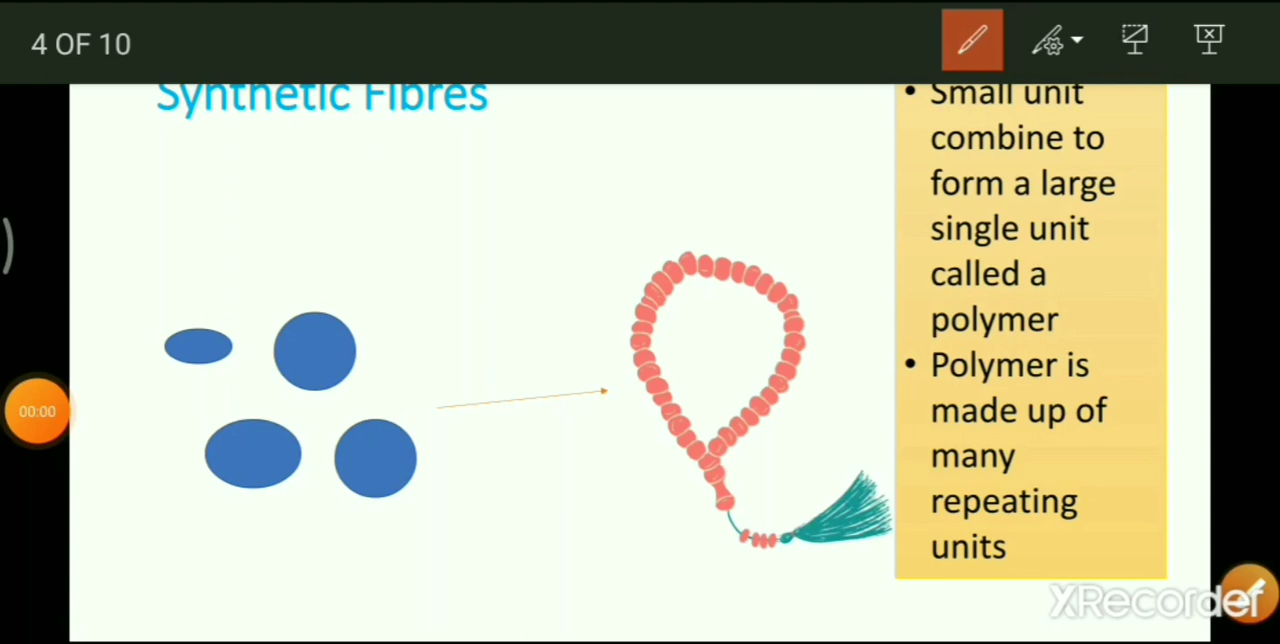 4 OF 10
Synthetic Fibres
• Small unit
combine to
form a large
single unit
called a
polymer
• Polymer is
made up of
many
repeating
units
00:00
XRecorder